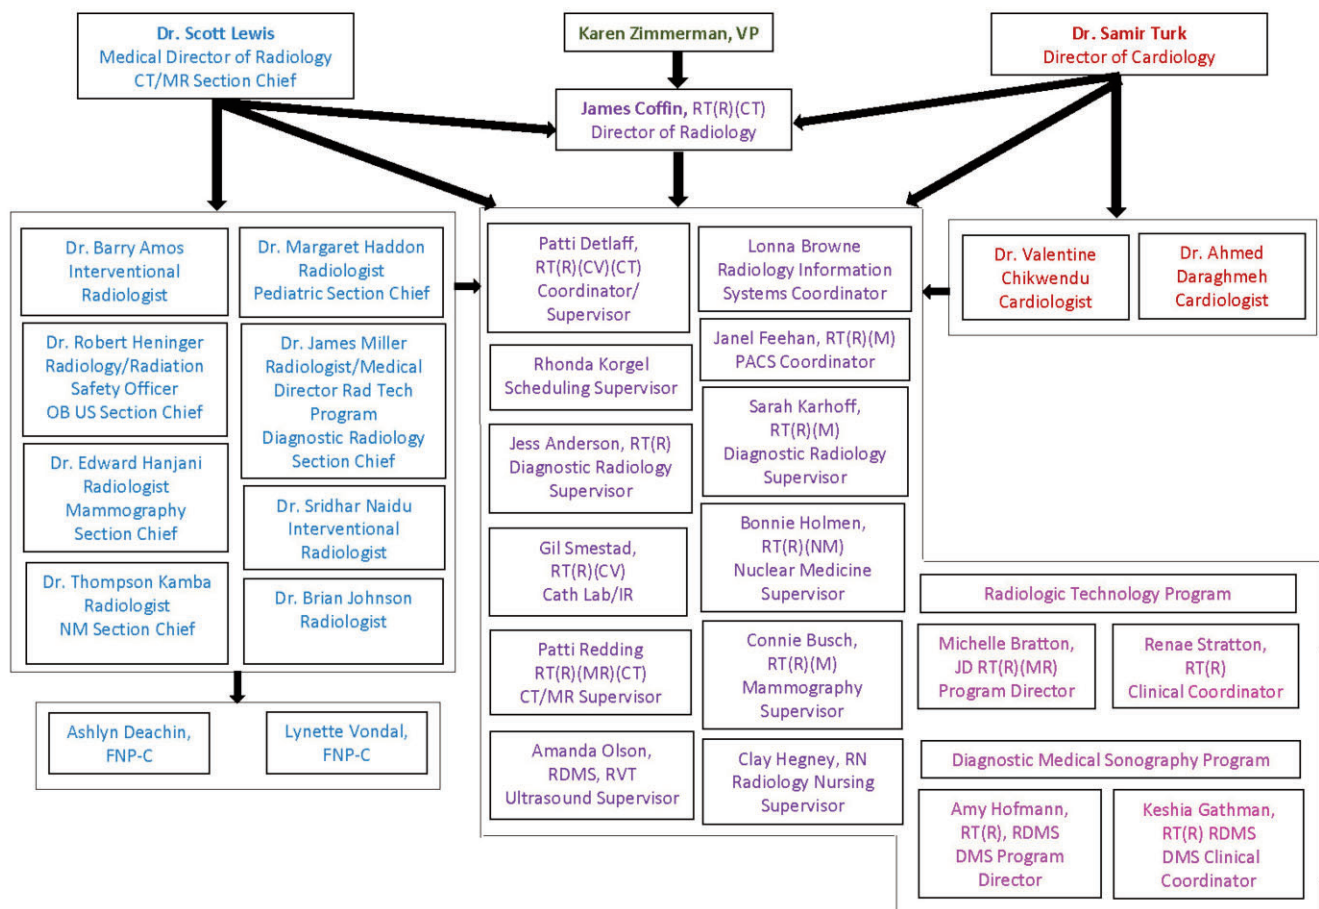 Dr. Scott Lewis
Medical Director of Radiology
CT/MR Section Chief
Karen Zimmerman, VP
Dr. Samir Turk
Director of Cardiology
James Coffin, RT(R)(CT)
Director of Radiology
Dr. Barry Amos
Interventional
Radiologist
Dr. Margaret Haddon
Radiologist
Pediatric Section Chief
Dr. Robert Heninger
Radiology/Radiation
Safety Officer
OB US Section Chief
Dr. James Miller
Radiologist/Medical
Director Rad Tech
Program
Diagnostic Radiology
Section Chief
Dr. Edward Hanjani
Radiologist
Mammography
Section Chief
Dr. Sridhar Naidu
Interventional
Radiologist
Dr. Thompson Kamba
Radiologist
NM Section Chief
Dr. Brian Johnson
Radiologist
Ashlyn Deachin,
FNP-C
Lynette Vondal,
FNP-C
Patti Detlaff,
RT(R)(CV)(CT)
Coordinator/
Supervisor
Lonna Browne
Radiology Information
Systems Coordinator
Rhonda Korgel
Scheduling Supervisor
Janel Feehan, RT(R)(M)
PACS Coordinator
Jess Anderson, RT(R)
Diagnostic Radiology
Supervisor
Sarah Karhoff,
RT(R)(M)
Diagnostic Radiology
Supervisor
Gil Smestad,
RT(R)(CV)
Cath Lab/IR
Bonnie Holmen,
RT(R)(NM)
Nuclear Medicine
Supervisor
Patti Redding
RT(R)(MR)(CT)
CT/MR Supervisor
Connie Busch,
RT(R)(M)
Mammography
Supervisor
Amanda Olson,
RDMS, RVT
Ultrasound Supervisor
Clay Hegney, RN
Radiology Nursing
Supervisor
Dr. Valentine
Chikwendu
Cardiologist
Dr. Ahmed
Daraghmeh
Cardiologist
Radiologic Technology Program
Michelle Bratton,
JD RT(R)(MR)
Program Director
Renae Stratton,
RT(R)
Clinical Coordinator
Diagnostic Medical Sonography Program
Amy Hofmann,
RT(R), RDMS
DMS Program
Director
Keshia Gathman,
RT(R) RDMS
DMS Clinical
Coordinator